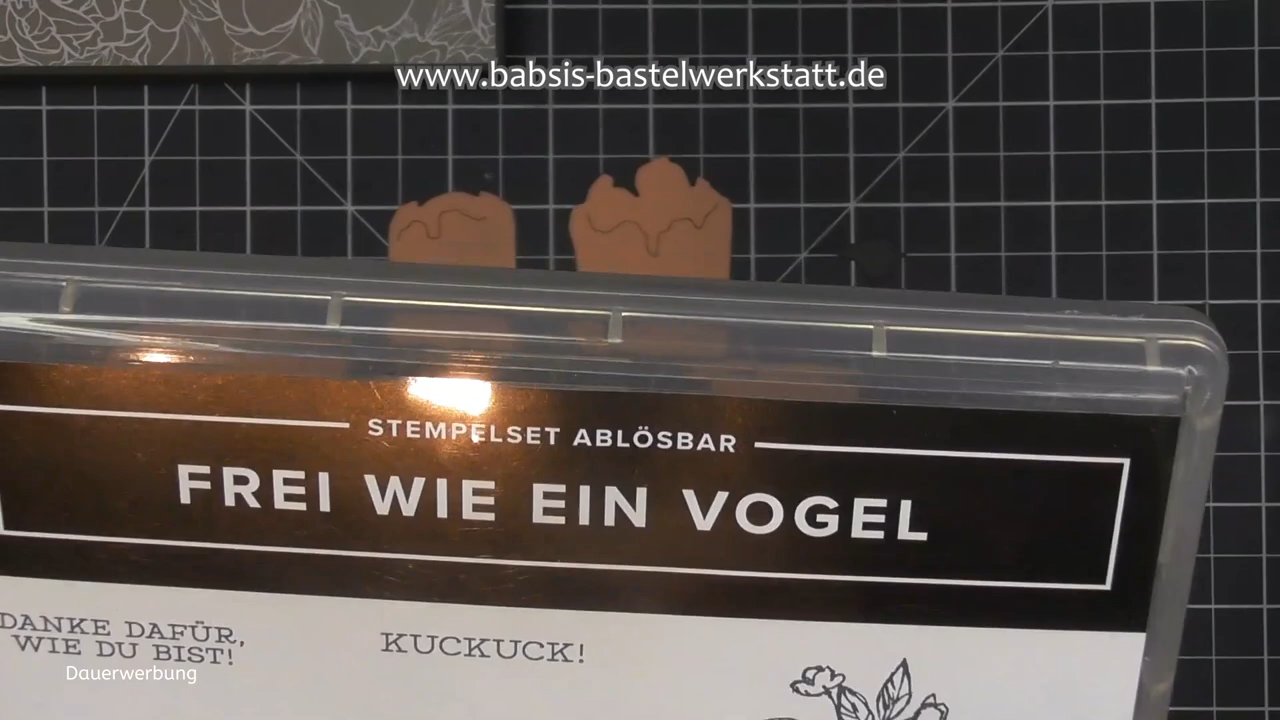 www.babsis-bastelwerkstatt.de
STEMPELSET ABLÖSBAR
FREI WIE EIN VOGEL
DANKE DAFÜR,
WIE DU BIST!
KUCKUCK!
Dauerwerbung